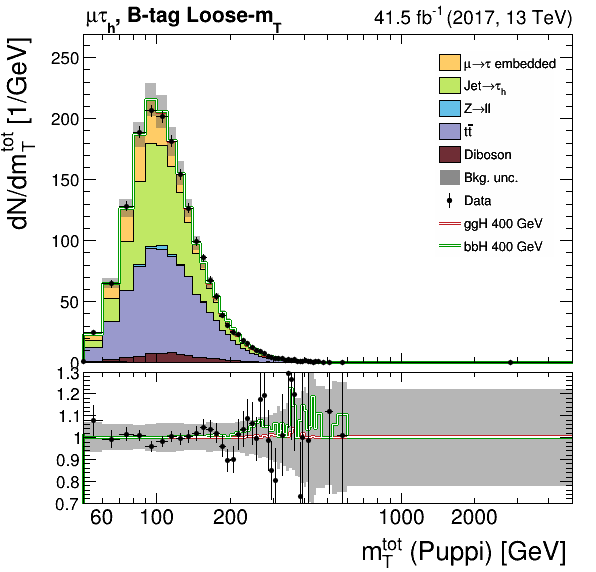 μτh, B-tag Loose-mT
41.5 fb⁻¹ (2017, 13 TeV)
dN/dmTtot [1/GeV]
250
200
150
100
50
0
μ→τ embedded
Jet→τh
Z→ll
tt̄
Diboson
Bkg. unc.
Data
ggH 400 GeV
bbH 400 GeV
1.3
1.2
1.1
1
0.9
0.8
0.7
60 100 200 1000 2000
mTtot (Puppi) [GeV]